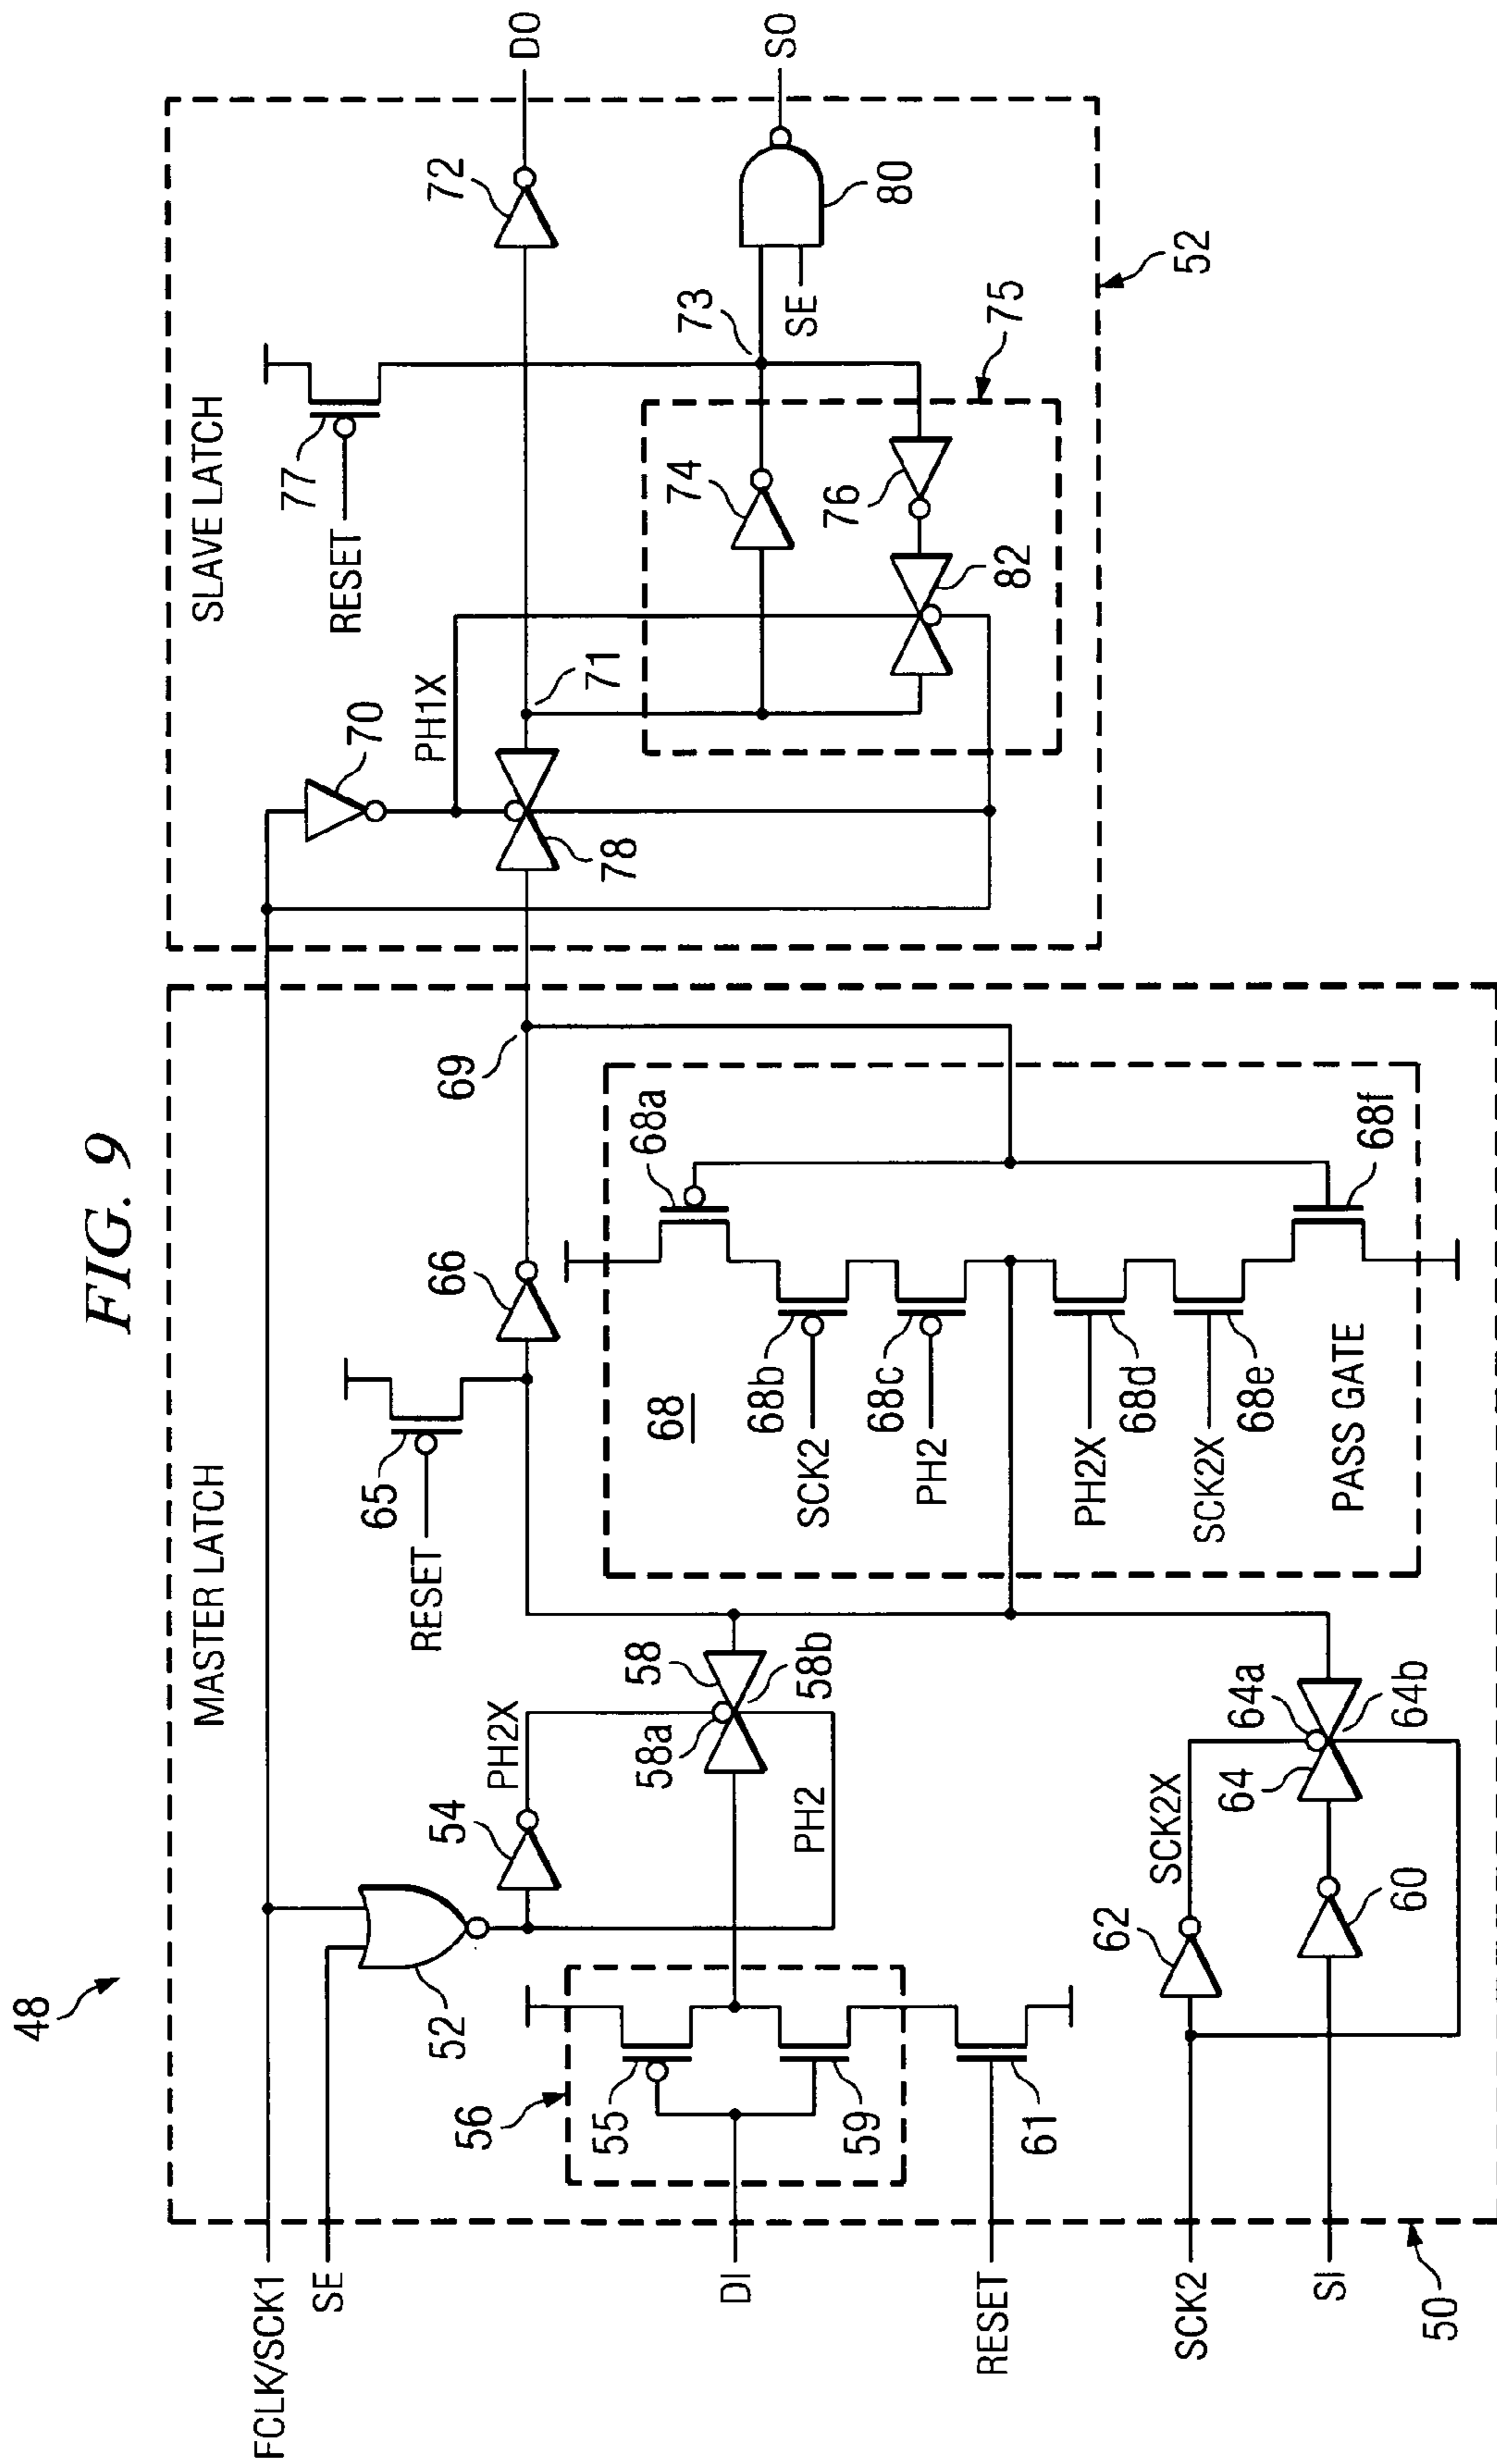 FIG. 9
48
MASTER LATCH
SLAVE LATCH
FCLK/SCK1
SE
52
54
PH2X
RESET
65
66
69
70
PH1X
78
71
RESET
77
72
DO
56
55
59
58a
58
58b
PH2
DI
61
RESET
68
68a
68b
SCK2
68c
PH2
68d
PH2X
68e
SCK2X
68f
PASS GATE
74
76
82
75
73
SE
80
SO
52
62
SCK2X
SCK2
60
SI
64
64a
64b
50